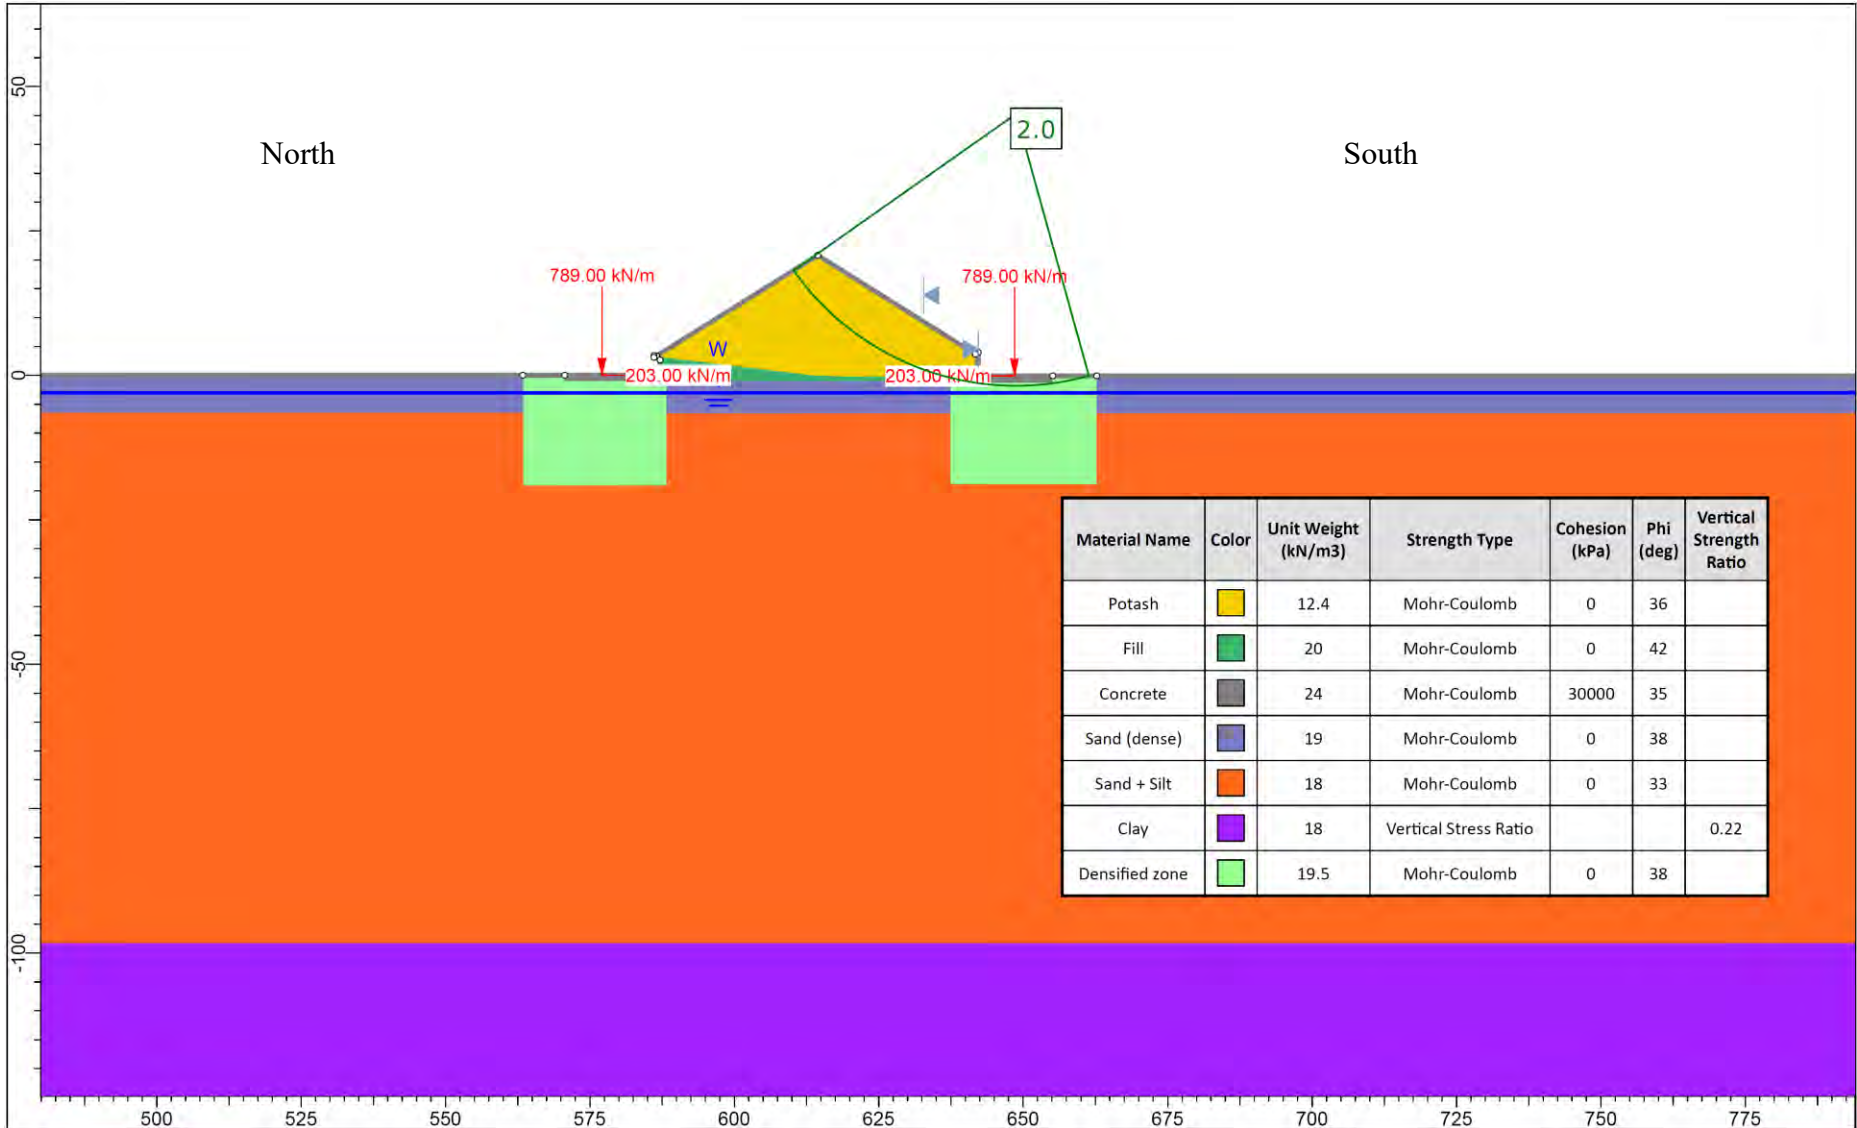 50
0
-50
-100
North
South
2.0
789.00 kN/m
789.00 kN/m
W
203.00 kN/m
203.00 kN/m
Material Name Color Unit Weight (kN/m3) Strength Type Cohesion (kPa) Phi (deg) Vertical Strength Ratio
Potash 12.4 Mohr-Coulomb 0 36
Fill 20 Mohr-Coulomb 0 42
Concrete 24 Mohr-Coulomb 30000 35
Sand (dense) 19 Mohr-Coulomb 0 38
Sand + Silt 18 Mohr-Coulomb 0 33
Clay 18 Vertical Stress Ratio 0.22
Densified zone 19.5 Mohr-Coulomb 0 38
500 525 550 575 600 625 650 675 700 725 750 775